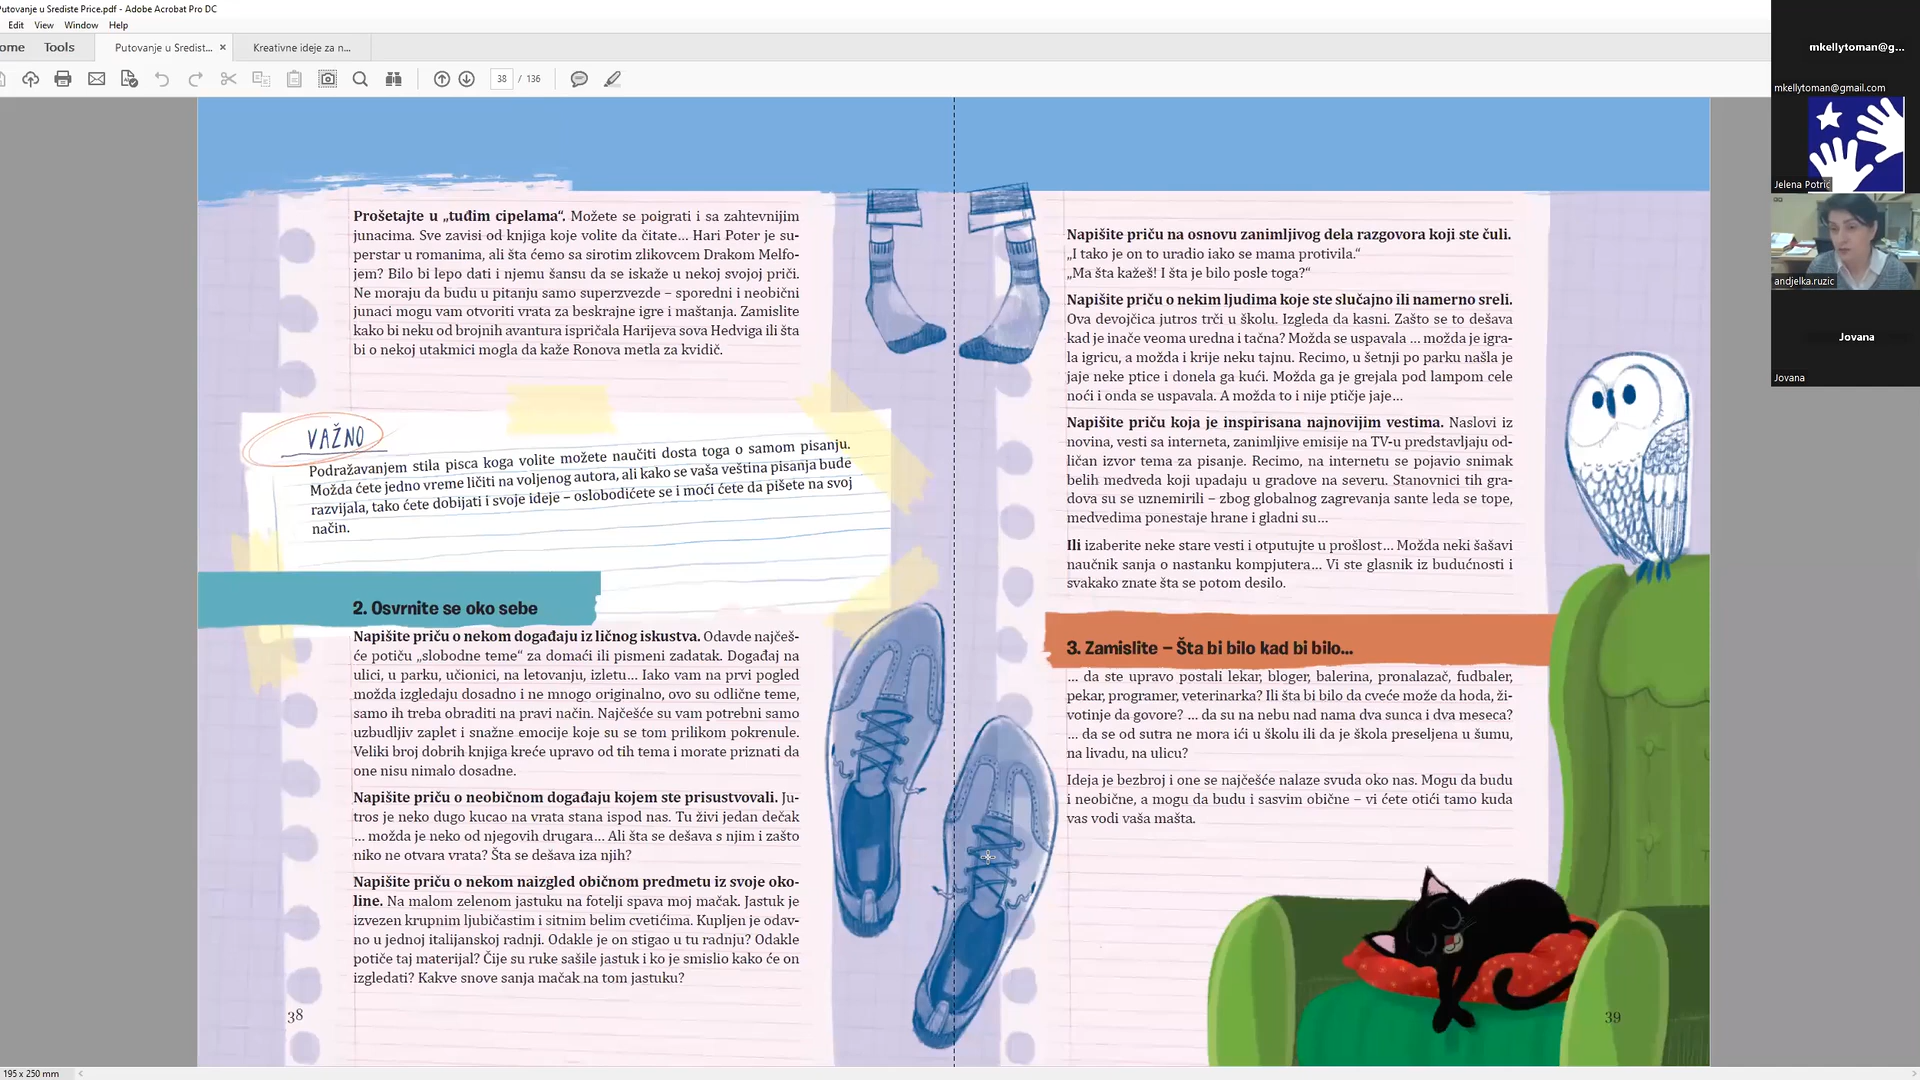 Putovanje u Srediste Price.pdf - Adobe Acrobat Pro DC
Edit View Window Help
ome Tools Putovanje u Sredist... × Kreativne ideje za n...
38 / 136
Prošetajte u „tuđim cipelama“. Možete se poigrati i sa zahtevnijim
junacima. Sve zavisi od knjiga koje volite da čitate... Hari Poter je su-
perstar u romanima, ali šta ćemo sa sirotim zlikovcem Drakom Melfo-
jem? Bilo bi lepo dati i njemu šansu da se iskaže u nekoj svojoj priči.
Ne moraju da budu u pitanju samo superzvezde – sporedni i neobični
junaci mogu vam otvoriti vrata za beskrajne igre i maštanja. Zamislite
kako bi neku od brojnih avantura ispričala Harijeva sova Hedviga ili šta
bi o nekoj utakmici mogla da kaže Ronova metla za kvidič.
VAŽNO
Podražavanjem stila pisca koga volite možete naučiti dosta toga o samom pisanju.
Možda ćete jedno vreme ličiti na voljenog autora, ali kako se vaša veština pisanja bude
razvijala, tako ćete dobijati i svoje ideje – oslobodićete se i moći ćete da pišete na svoj
način.
2. Osvrnite se oko sebe
Napišite priču o nekom događaju iz ličnog iskustva. Odavde najčeš-
će potiču „slobodne teme“ za domaći ili pismeni zadatak. Događaj na
ulici, u parku, učionici, na letovanju, izletu... Iako vam na prvi pogled
možda izgledaju dosadno i ne mnogo originalno, ovo su odlične teme,
samo ih treba obraditi na pravi način. Najčešće su vam potrebni samo
uzbudljiv zaplet i snažne emocije koje su se tom prilikom pokrenule.
Veliki broj dobrih knjiga kreće upravo od tih tema i morate priznati da
one nisu nimalo dosadne.
Napišite priču o neobičnom događaju kojem ste prisustvovali. Ju-
tros je neko dugo kucao na vrata stana ispod nas. Tu živi jedan dečak
... možda je neko od njegovih drugara... Ali šta se dešava s njim i zašto
niko ne otvara vrata? Šta se dešava iza njih?
Napišite priču o nekom naizgled običnom predmetu iz svoje oko-
line. Na malom zelenom jastuku na fotelji spava moj mačak. Jastuk je
izvezen krupnim ljubičastim i sitnim belim cvetićima. Kupljen je odav-
no u jednoj italijanskoj radnji. Odakle je on stigao u tu radnju? Odakle
potiče taj materijal? Čije su ruke sašile jastuk i ko je smislio kako će on
izgledati? Kakve snove sanja mačak na tom jastuku?
38
Napišite priču na osnovu zanimljivog dela razgovora koji ste čuli.
„I tako je on to uradio iako se mama protivila.“
„Ma šta kažeš! I šta je bilo posle toga?“
Napišite priču o nekim ljudima koje ste slučajno ili namerno sreli.
Ova devojčica jutros trči u školu. Izgleda da kasni. Zašto se to dešava
kad je inače veoma uredna i tačna? Možda se uspavala ... možda je igra-
la igricu, a možda i krije neku tajnu. Recimo, u šetnji po parku našla je
jaje neke ptice i donela ga kući. Možda ga je grejala pod lampom cele
noći i onda se uspavala. A možda to i nije ptičje jaje...
Napišite priču koja je inspirisana najnovijim vestima. Naslovi iz
novina, vesti sa interneta, zanimljive emisije na TV-u predstavljaju od-
ličan izvor tema za pisanje. Recimo, na internetu se pojavio snimak
belih medveda koji upadaju u gradove na severu. Stanovnici tih gra-
dova su se uznemirili – zbog globalnog zagrevanja sante leda se tope,
medvedima ponestaje hrane i gladni su...
Ili izaberite neke stare vesti i otputujte u prošlost... Možda neki šašavi
naučnik sanja o nastanku kompjutera... Vi ste glasnik iz budućnosti i
svakako znate šta se potom desilo.
3. Zamislite – Šta bi bilo kad bi bilo...
... da ste upravo postali lekar, bloger, balerina, pronalazač, fudbaler,
pekar, programer, veterinarka? Ili šta bi bilo da cveće može da hoda, ži-
votinje da govore? ... da su na nebu nad nama dva sunca i dva meseca?
... da se od sutra ne mora ići u školu ili da je škola preseljena u šumu,
na livadu, na ulicu?
Ideja je bezbroj i one se najčešće nalaze svuda oko nas. Mogu da budu
i neobične, a mogu da budu i sasvim obične – vi ćete otići tamo kuda
vas vodi vaša mašta.
39
195 x 250 mm
mkellytoman@g...
mkellytoman@gmail.com
Jelena Potrić
andjelka.ruzic
Jovana
Jovana